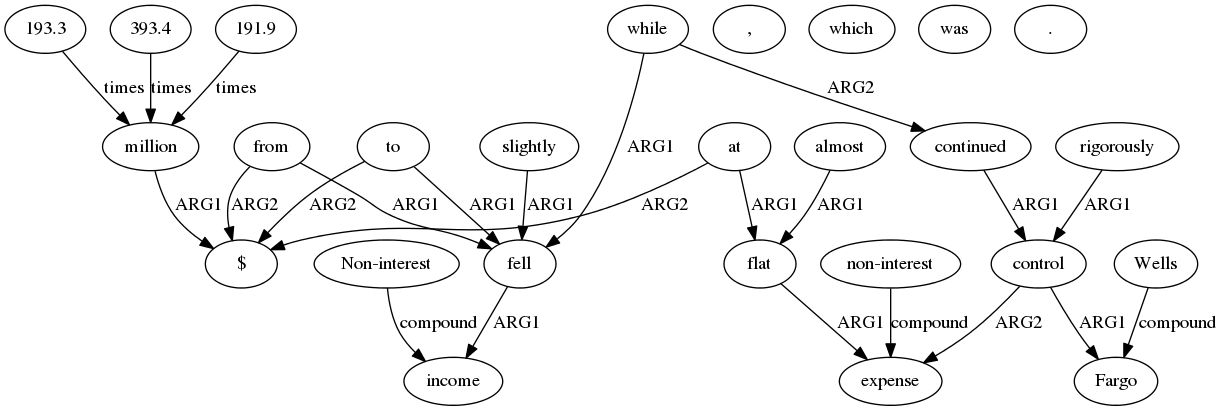 193.3 393.4 191.9 while , which was .
times times times ARG2
million from to slightly at almost continued rigorously
ARG1
ARG1 ARG2 ARG2 ARG1 ARG1 ARG1 ARG2 ARG1 ARG1 ARG1 ARG1
$ Non-interest fell flat non-interest control Wells
compound ARG1 ARG1 compound ARG2 ARG1 compound
income expense Fargo